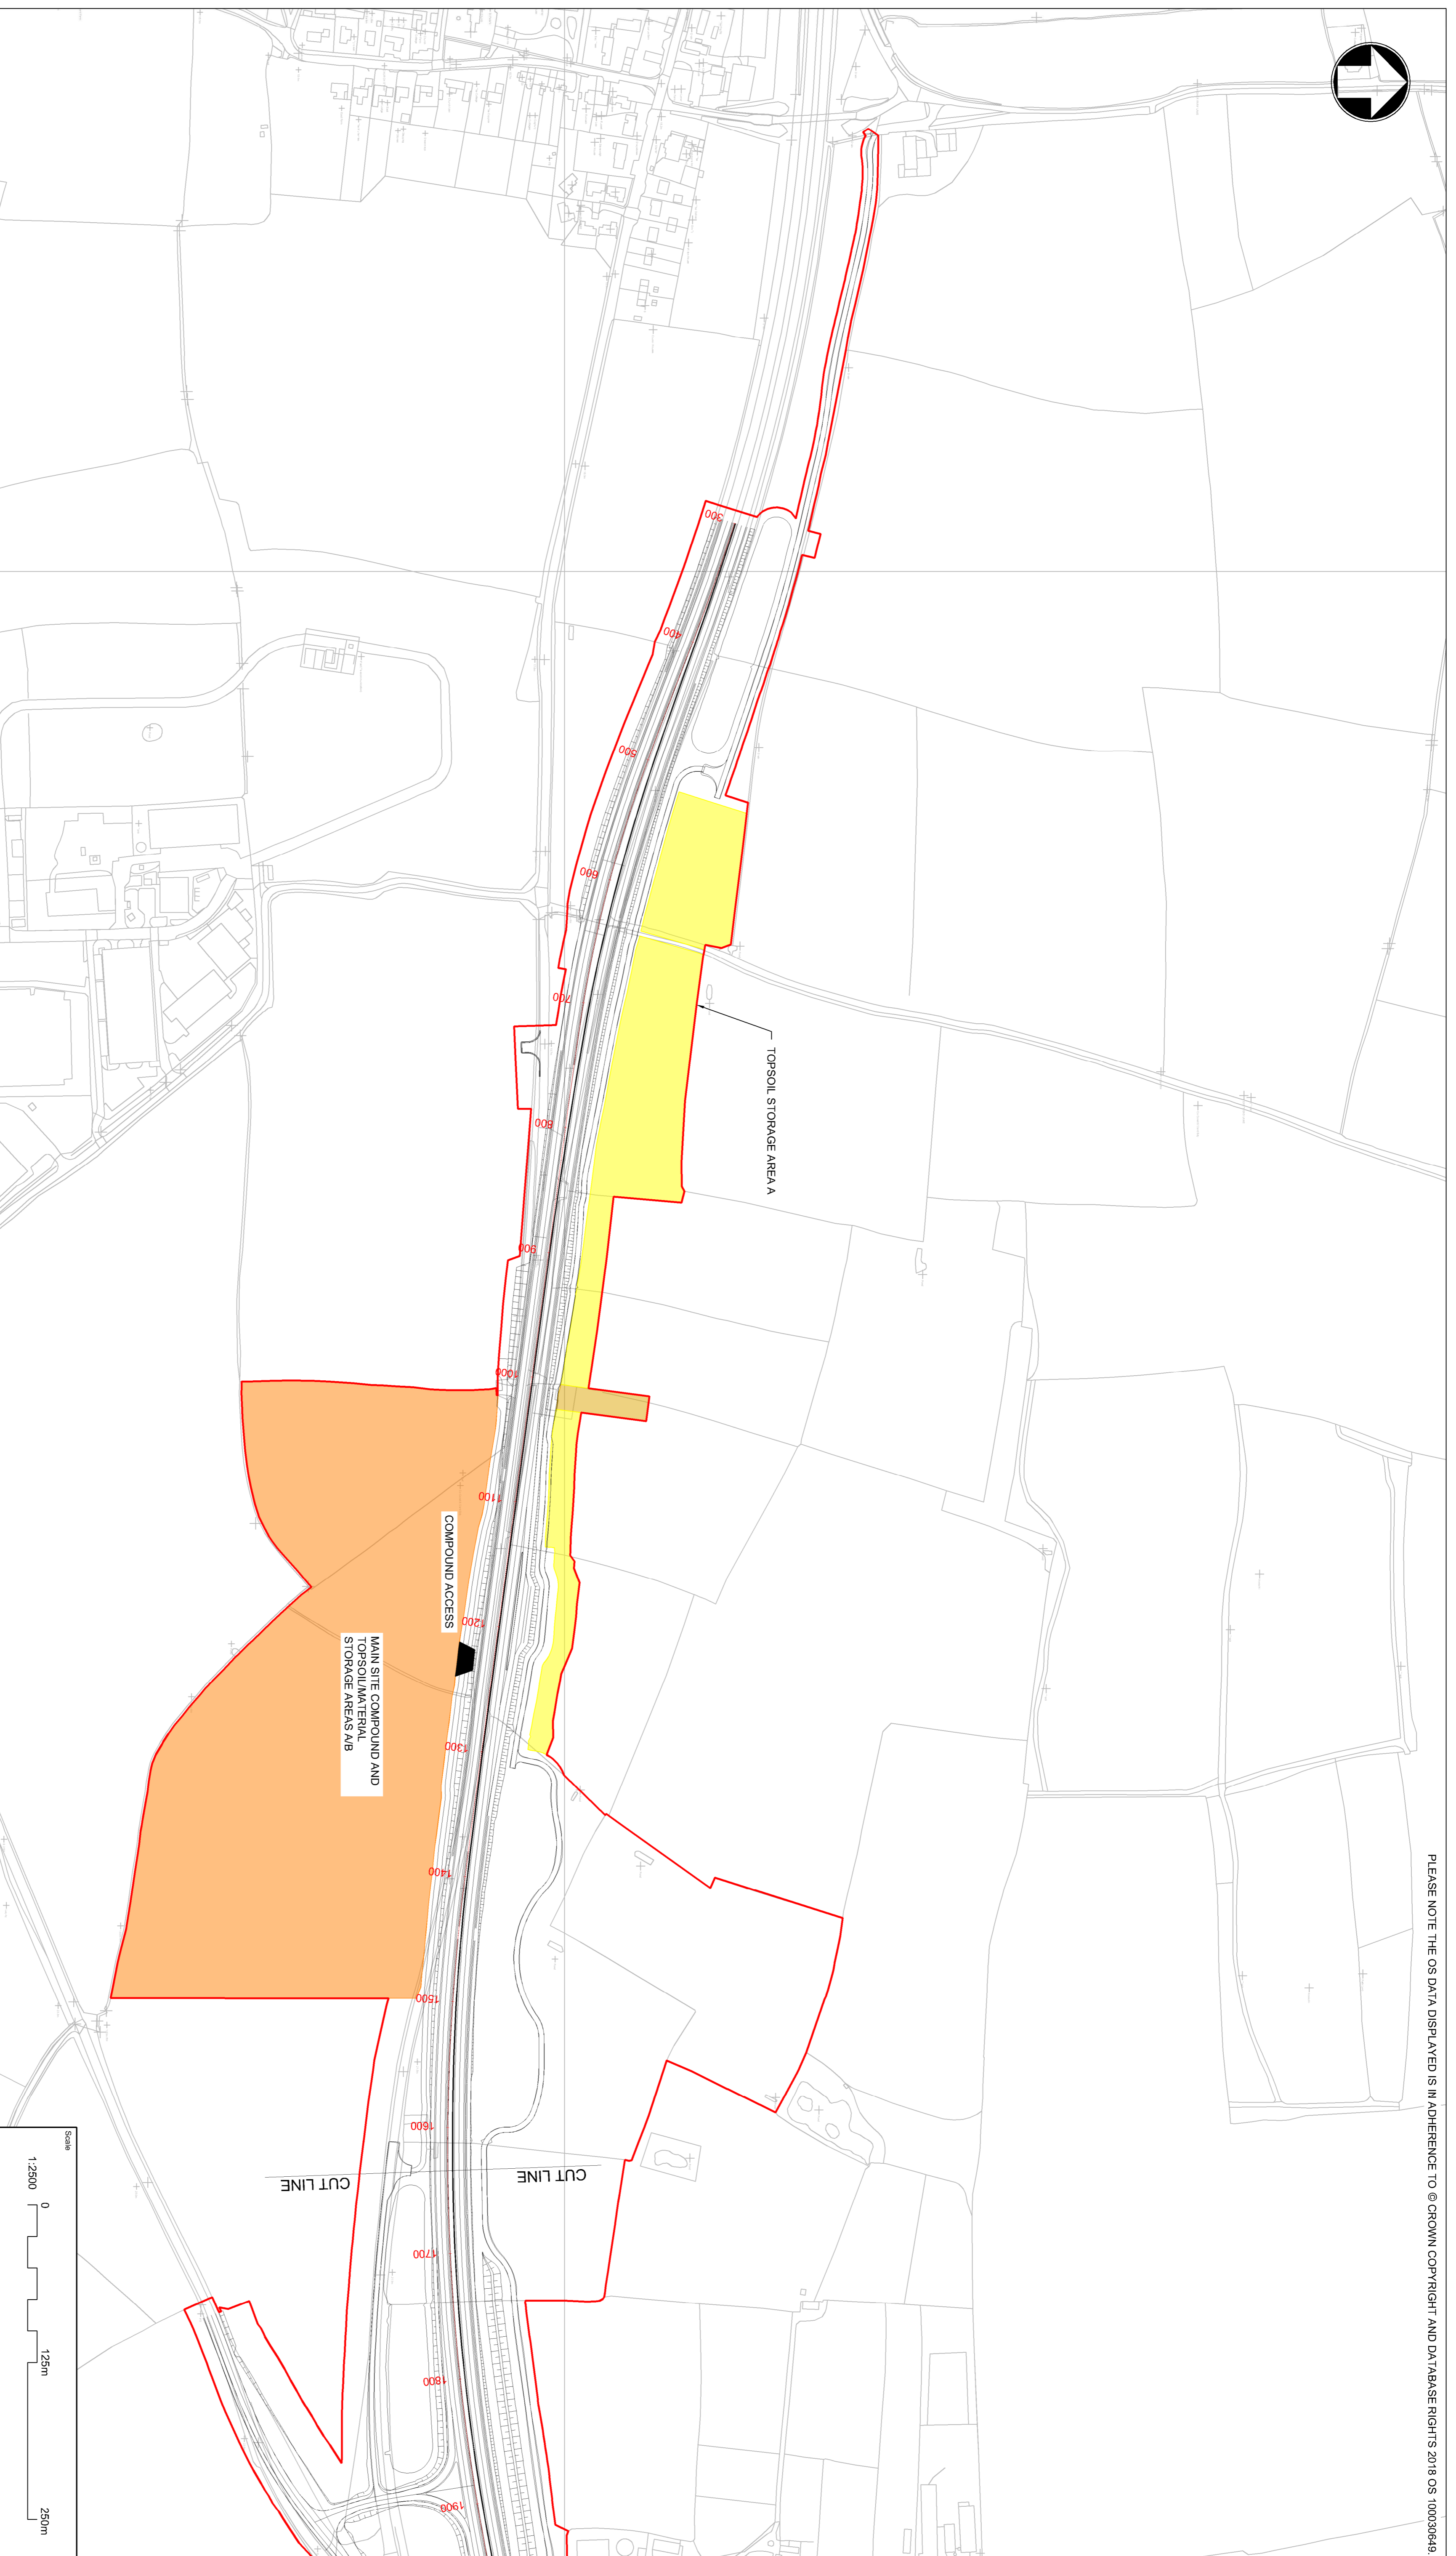 PLEASE NOTE THE OS DATA DISPLAYED IS IN ADHERENCE TO © CROWN COPYRIGHT AND DATABASE RIGHTS 2018 OS 100030649.
300
400
500
600
700
TOPSOIL STORAGE AREA A
800
900
1000
1100
COMPOUND ACCESS
1200
MAIN SITE COMPOUND AND
TOPSOIL/MATERIAL
STORAGE AREAS A/B
1300
1400
1500
1600
CUT LINE
CUT LINE
1700
1800
1900
Scale
1:2500
0
125m
250m